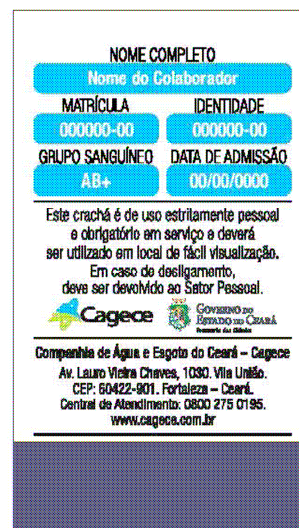 NOME COMPLETO
Nome do Colaborador
MATRÍCULA IDENTIDADE
000000-00 000000-00
GRUPO SANGUÍNEO DATA DE ADMISSÃO
AB+ 00/00/0000
Este crachá é de uso estritamente pessoal
e obrigatório em serviço e deverá
ser utilizado em local de fácil visualização.
Em caso de desligamento,
deve ser devolvido ao Setor Pessoal.
Cagece
GOVERNO DO
ESTADO DO CEARÁ
Secretaria das Cidades
Companhia de Água e Esgoto do Ceará – Cagece
Av. Lauro Vieira Chaves, 1030. Vila União.
CEP: 60422-901. Fortaleza – Ceará.
Central de Atendimento: 0800 275 0195.
www.cagece.com.br